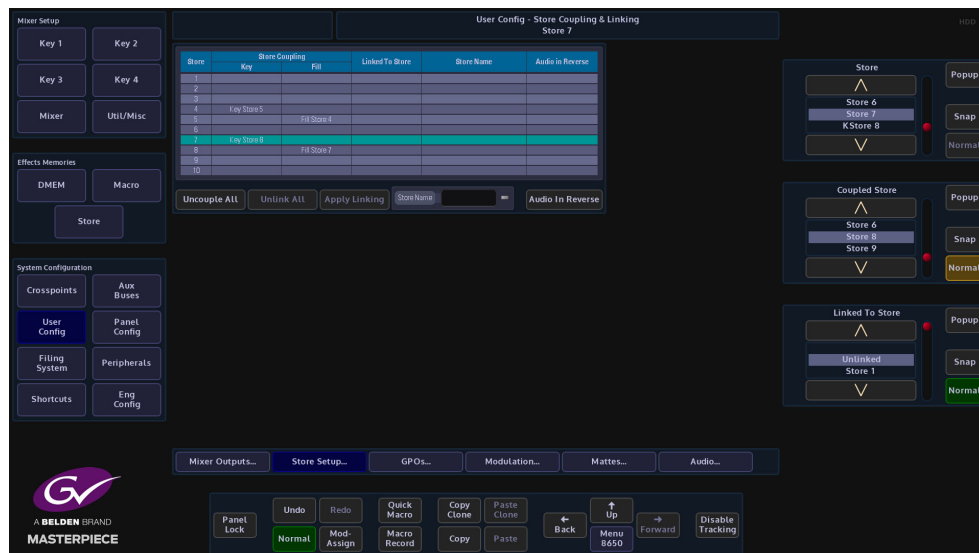 Mixer Setup
Key 1
Key 2
Key 3
Key 4
Mixer
Util/Misc
Effects Memories
DMEM
Macro
Store
System Configuration
Crosspoints
Aux
Buses
User
Config
Panel
Config
Filing
System
Peripherals
Shortcuts
Eng
Config
GV
A BELDEN BRAND
MASTERPIECE
User Config - Store Coupling & Linking
Store 7
HDD
Store
Store Coupling
Key
Fill
Linked To Store
Store Name
Audio in Reverse
1
2
3
4 Key Store 5
5 Fill Store 4
6
7 Key Store 8
8 Fill Store 7
9
10
Uncouple All
Unlink All
Apply Linking
Store Name
Audio In Reverse
Store
Store 6
Store 7
KStore 8
Popup
Snap
Normal
Coupled Store
Store 6
Store 8
Store 9
Popup
Snap
Normal
Linked To Store
Unlinked
Store 1
Popup
Snap
Normal
Mixer Outputs...
Store Setup...
GPOs...
Modulation...
Mattes...
Audio...
Panel
Lock
Undo
Redo
Normal
Mod-
Assign
Quick
Macro
Macro
Record
Copy
Clone
Paste
Clone
Copy
Paste
Back
Up
Menu
8650
Forward
Disable
Tracking